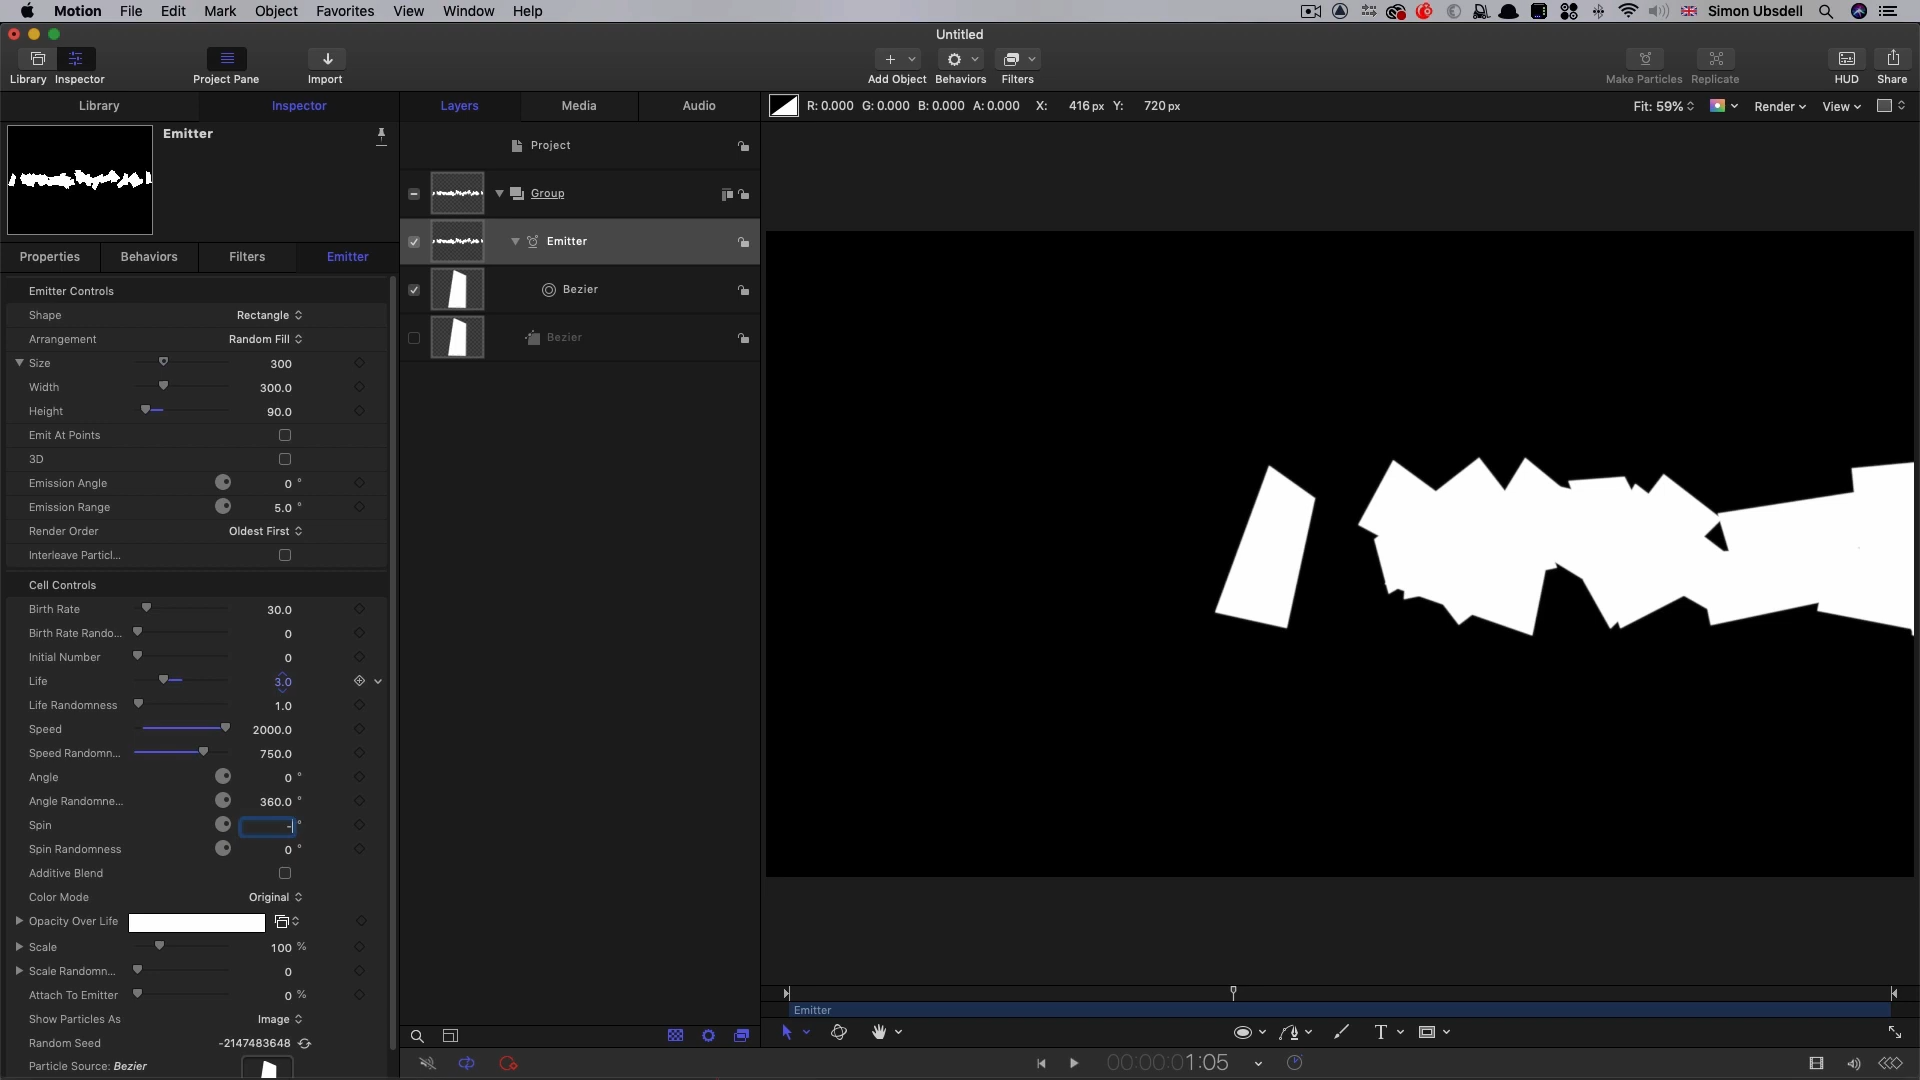 Motion File Edit Mark Object Favorites View Window Help Simon Ubsdell
Untitled
Library Inspector Project Pane Import Add Object Behaviors Filters Make Particles Replicate HUD Share
Library Inspector Layers Media Audio R: 0.000 G: 0.000 B: 0.000 A: 0.000 X: 416 px Y: 720 px Fit: 59% Render View
Emitter
Project
Group
Emitter
Bezier
Bezier
Properties Behaviors Filters Emitter
Emitter Controls
Shape Rectangle
Arrangement Random Fill
Size 300
Width 300.0
Height 90.0
Emit At Points
3D
Emission Angle 0 °
Emission Range 5.0 °
Render Order Oldest First
Interleave Particl...
Cell Controls
Birth Rate 30.0
Birth Rate Rando... 0
Initial Number 0
Life 3.0
Life Randomness 1.0
Speed 2000.0
Speed Randomn... 750.0
Angle 0 °
Angle Randomne... 360.0 °
Spin - °
Spin Randomness 0 °
Additive Blend
Color Mode Original
Opacity Over Life
Scale 100 %
Scale Randomn... 0
Attach To Emitter 0 %
Show Particles As Image
Random Seed -2147483648
Particle Source: Bezier
Emitter
T
00:00:01:05